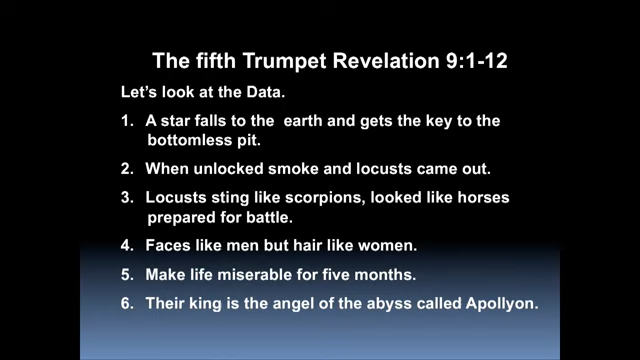 The fifth Trumpet Revelation 9:1-12
Let's look at the Data.
1. A star falls to the earth and gets the key to the
bottomless pit.
2. When unlocked smoke and locusts came out.
3. Locusts sting like scorpions, looked like horses
prepared for battle.
4. Faces like men but hair like women.
5. Make life miserable for five months.
6. Their king is the angel of the abyss called Apollyon.